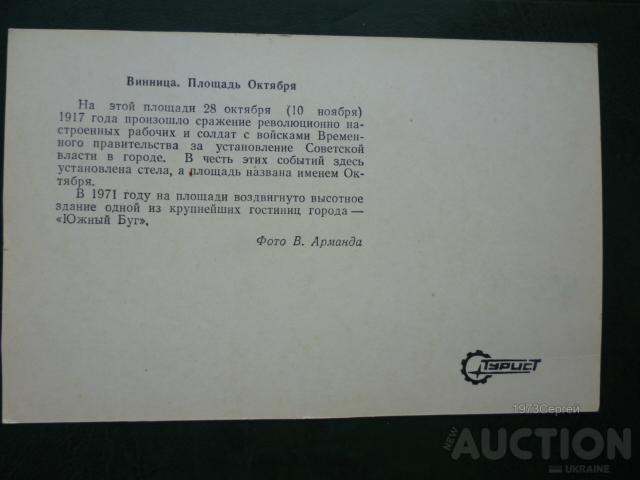 Винница. Площадь Октября
На этой площади 28 октября (10 ноября)
1917 года произошло сражение революционно на-
строенных рабочих и солдат с войсками Времен-
ного правительства за установление Советской
власти в городе. В честь этих событий здесь
установлена стела, а площадь названа именем Ок-
тября.
В 1971 году на площади воздвигнуто высотное
здание одной из крупнейших гостиниц города —
«Южный Буг».
Фото В. Арманда
ТУРИСТ
1973Сергей
NEW
AUCTION
UKRAINE